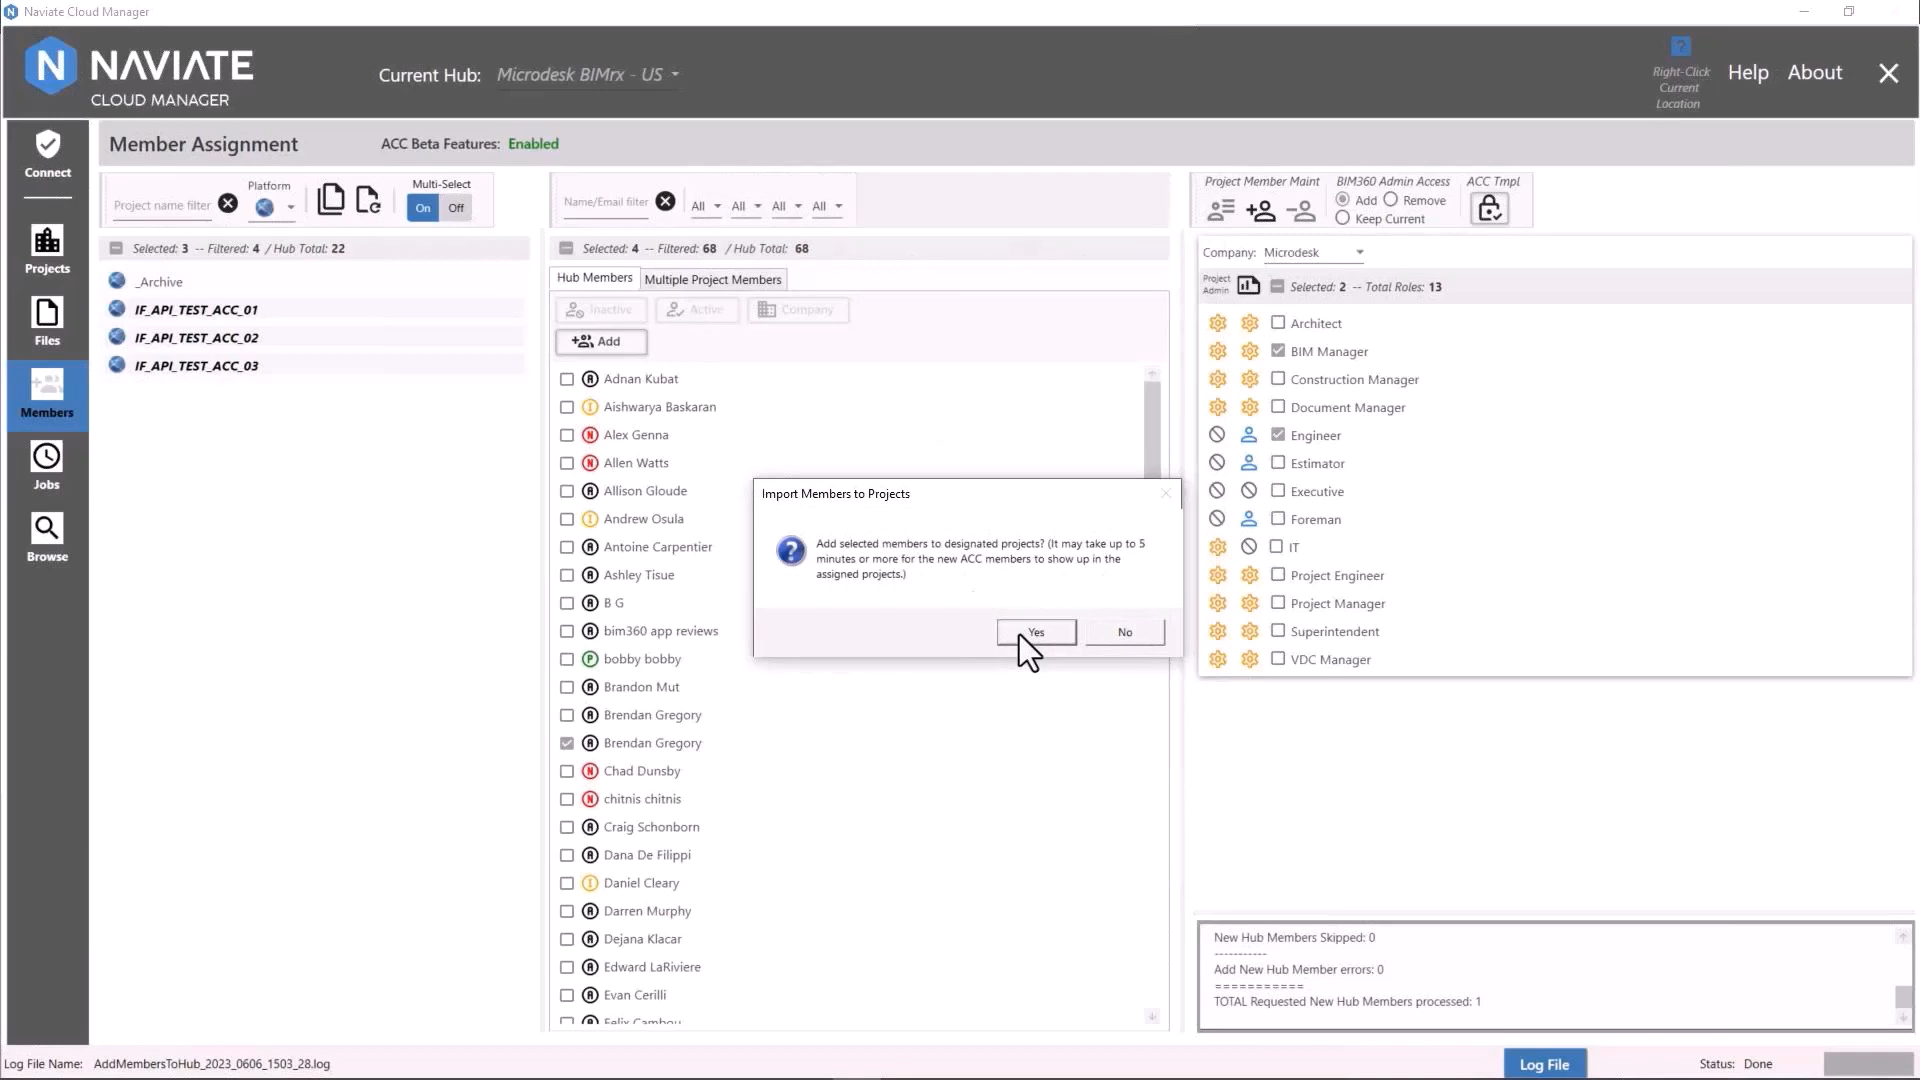 Naviate Cloud Manager
NAVIATE
CLOUD MANAGER
Current Hub: Microdesk BIMrx - US
Right-Click
Current
Location
Help
About
Connect
Projects
Files
Members
Jobs
Browse
Member Assignment
ACC Beta Features: Enabled
Project name filter
Platform
Multi-Select
On Off
Selected: 3 -- Filtered: 4 / Hub Total: 22
_Archive
IF_API_TEST_ACC_01
IF_API_TEST_ACC_02
IF_API_TEST_ACC_03
Name/Email filter
All All All All
Selected: 4 -- Filtered: 68 / Hub Total: 68
Hub Members
Multiple Project Members
Inactive
Active
Company
Add
Adnan Kubat
Aishwarya Baskaran
Alex Genna
Allen Watts
Allison Gloude
Andrew Osula
Antoine Carpentier
Ashley Tisue
B G
bim360 app reviews
bobby bobby
Brandon Mut
Brendan Gregory
Brendan Gregory
Chad Dunsby
chitnis chitnis
Craig Schonborn
Dana De Filippi
Daniel Cleary
Darren Murphy
Dejana Klacar
Edward LaRiviere
Evan Cerilli
Felix Cambou
Import Members to Projects
Add selected members to designated projects? (It may take up to 5
minutes or more for the new ACC members to show up in the
assigned projects.)
Yes
No
Project Member Maint
BIM360 Admin Access
Add Remove
Keep Current
ACC Tmpl
Company: Microdesk
Project
Admin
Selected: 2 -- Total Roles: 13
Architect
BIM Manager
Construction Manager
Document Manager
Engineer
Estimator
Executive
Foreman
IT
Project Engineer
Project Manager
Superintendent
VDC Manager
New Hub Members Skipped: 0
-----------
Add New Hub Member errors: 0
===========
TOTAL Requested New Hub Members processed: 1
Log File Name: AddMembersToHub_2023_0606_1503_28.log
Log File
Status: Done